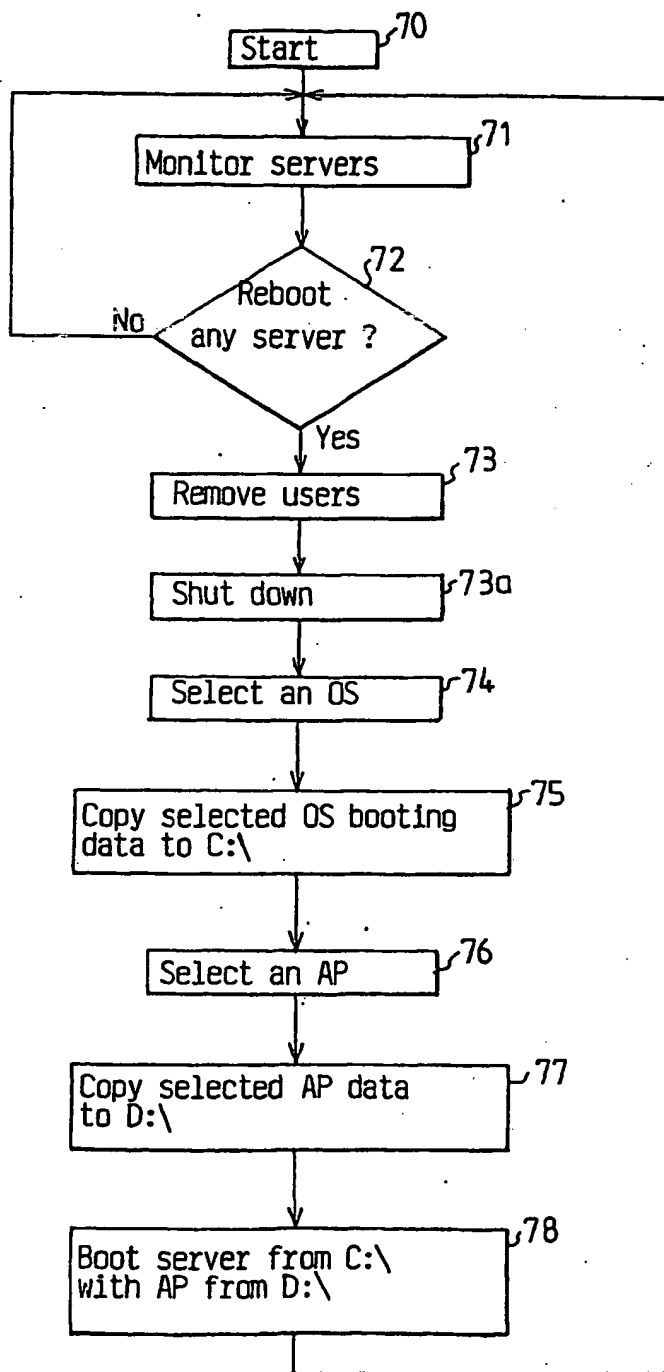 70
Start
71
Monitor servers
72
Reboot
any server ?
No
Yes
73
Remove users
73a
Shut down
74
Select an OS
75
Copy selected OS booting
data to C:\
76
Select an AP
77
Copy selected AP data
to D:\
78
Boot server from C:\
with AP from D:\